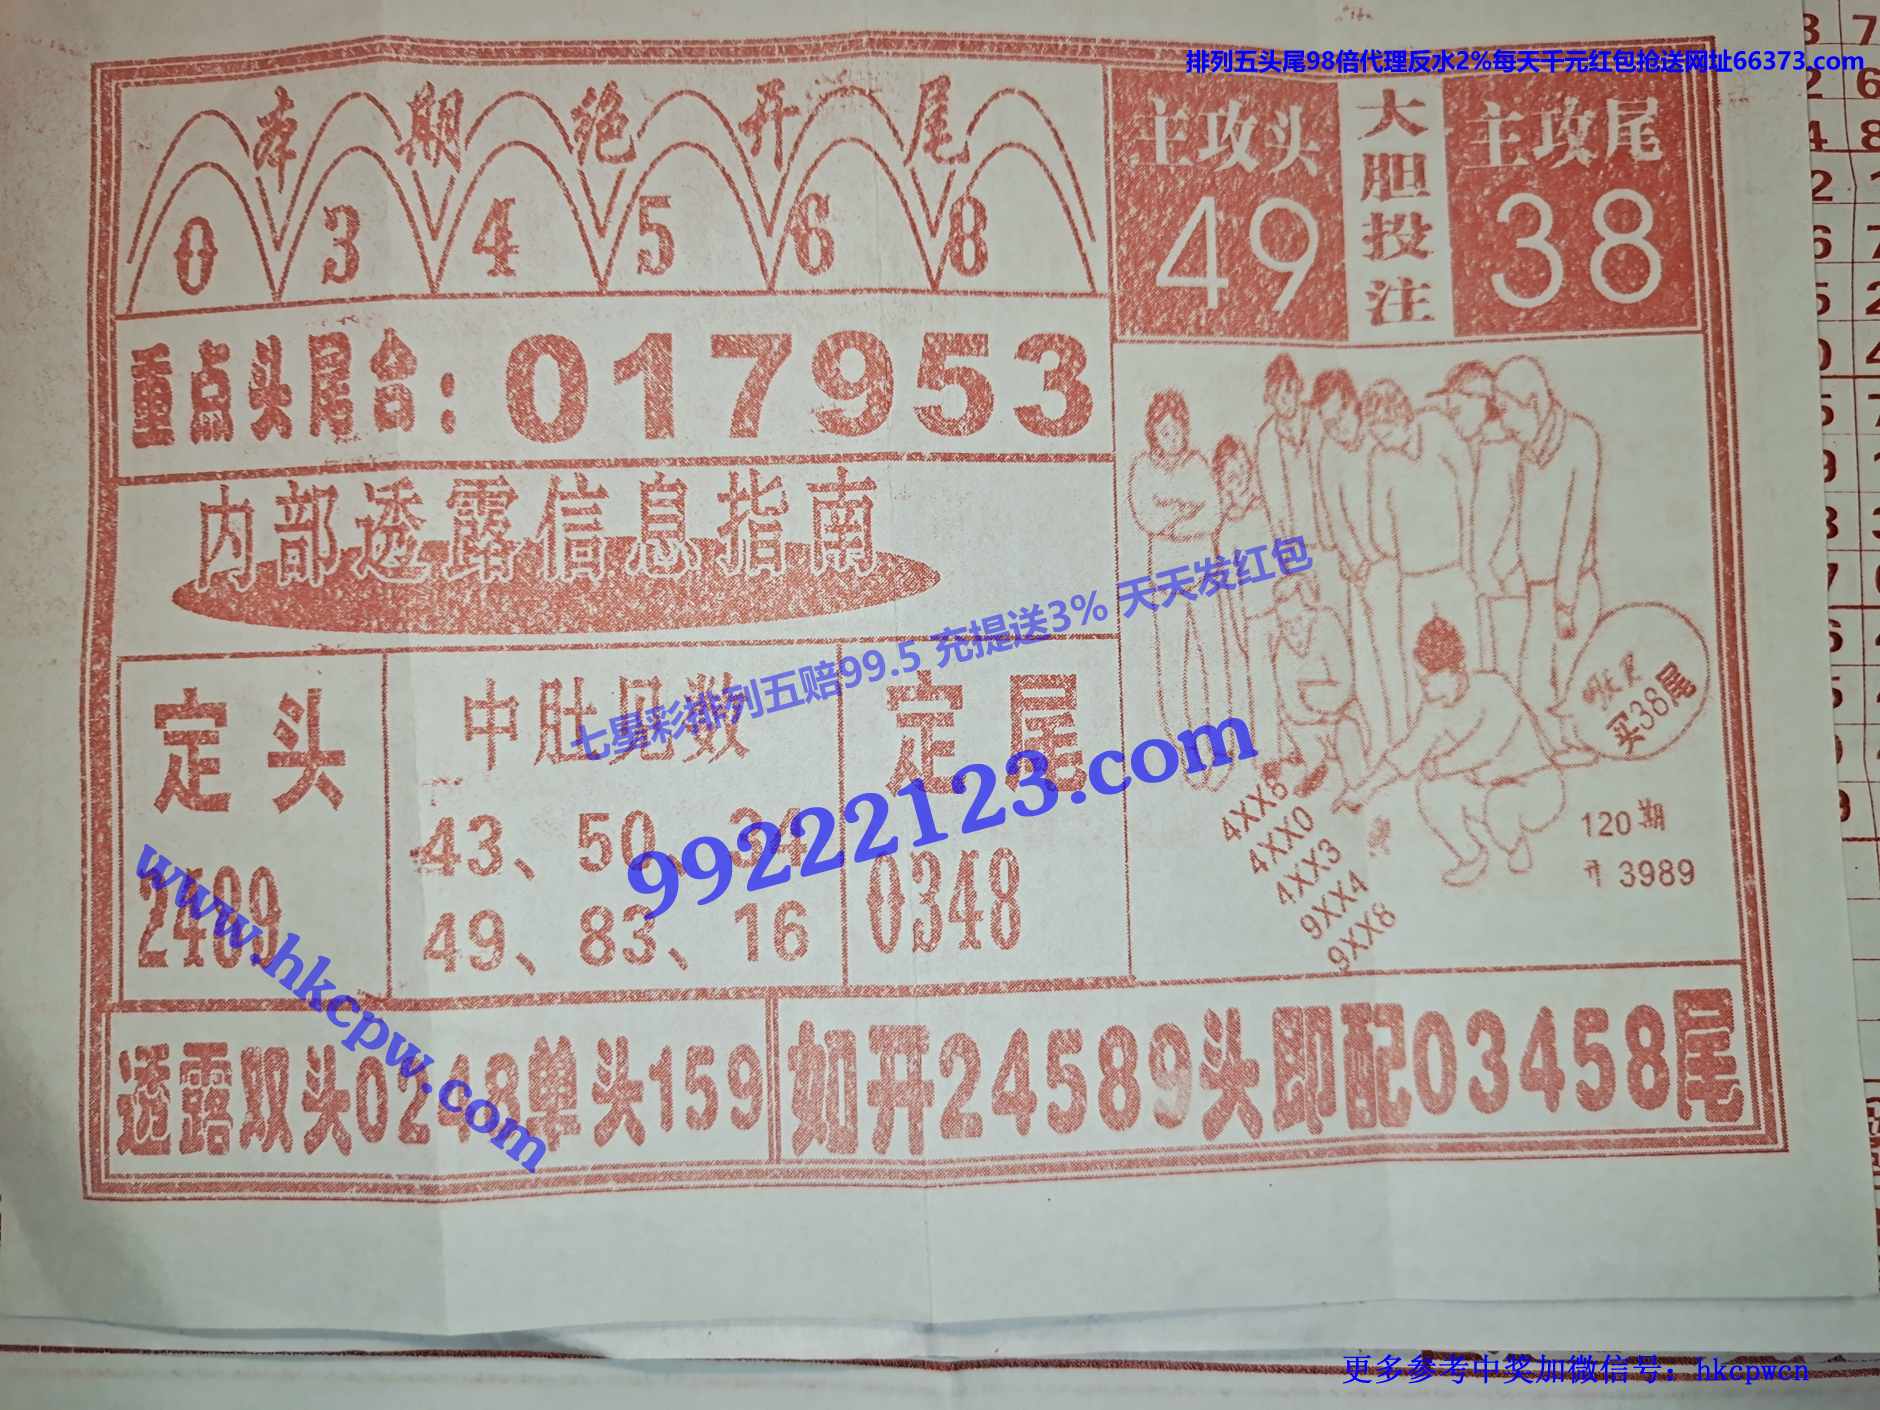 排列五头尾98倍代理反水2%每天千元红包抢送网址66373.com
本期绝开尾
0 3 4 5 6 8
主攻头
49
大胆投注
主攻尾
38
重点头尾合：017953
内部透露信息指南
七星彩排列五赔99.5 充提送3% 天天发红包
99222123.com
定头
2489
中肚见数
43、50、34
49、83、16
定尾
0348
买38尾
4XX8
4XX0
4XX3
9XX4
9XX8
120期
开 3989
www.hkcpw.com
透露双头0248单头159
如开24589头即配03458尾
更多参考中奖加微信号：hkcpwcn